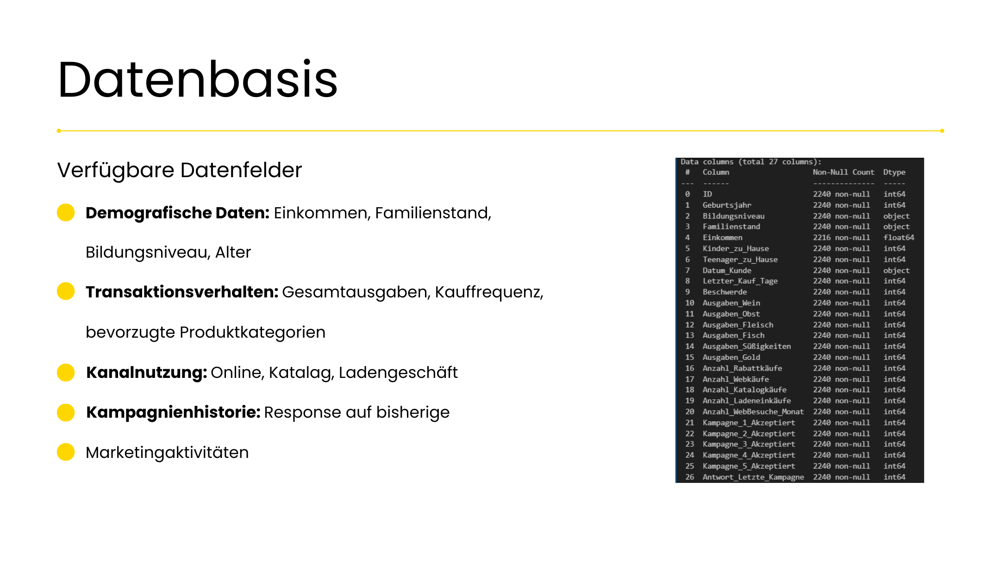 Datenbasis
Verfügbare Datenfelder
Demografische Daten: Einkommen, Familienstand,
Bildungsniveau, Alter
Transaktionsverhalten: Gesamtausgaben, Kauffrequenz,
bevorzugte Produktkategorien
Kanalnutzung: Online, Katalag, Ladengeschäft
Kampagnienhistorie: Response auf bisherige
Marketingaktivitäten
Data columns (total 27 columns):
# Column Non-Null Count Dtype
--- ------ -------------- -----
0 ID 2240 non-null int64
1 Geburtsjahr 2240 non-null int64
2 Bildungsniveau 2240 non-null object
3 Familienstand 2240 non-null object
4 Einkommen 2216 non-null float64
5 Kinder_zu_Hause 2240 non-null int64
6 Teenager_zu_Hause 2240 non-null int64
7 Datum_Kunde 2240 non-null object
8 Letzter_Kauf_Tage 2240 non-null int64
9 Beschwerde 2240 non-null int64
10 Ausgaben_Wein 2240 non-null int64
11 Ausgaben_Obst 2240 non-null int64
12 Ausgaben_Fleisch 2240 non-null int64
13 Ausgaben_Fisch 2240 non-null int64
14 Ausgaben_Süßigkeiten 2240 non-null int64
15 Ausgaben_Gold 2240 non-null int64
16 Anzahl_Rabattkäufe 2240 non-null int64
17 Anzahl_Webkäufe 2240 non-null int64
18 Anzahl_Katalogkäufe 2240 non-null int64
19 Anzahl_Ladeneinkäufe 2240 non-null int64
20 Anzahl_WebBesuche_Monat 2240 non-null int64
21 Kampagne_1_Akzeptiert 2240 non-null int64
22 Kampagne_2_Akzeptiert 2240 non-null int64
23 Kampagne_3_Akzeptiert 2240 non-null int64
24 Kampagne_4_Akzeptiert 2240 non-null int64
25 Kampagne_5_Akzeptiert 2240 non-null int64
26 Antwort_Letzte_Kampagne 2240 non-null int64